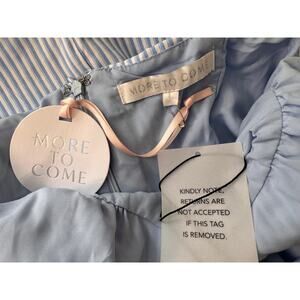 MORE TO COME
MORE
TO
COME
KINDLY NOTE,
RETURNS ARE
NOT ACCEPTED
IF THIS TAG
IS REMOVED.